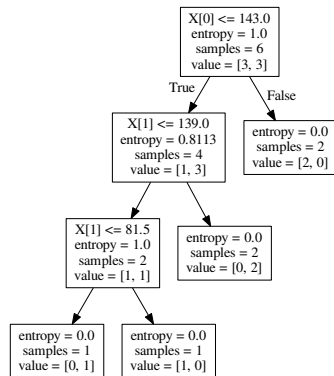 X[0] <= 143.0
entropy = 1.0
samples = 6
value = [3, 3]
True
False
X[1] <= 139.0
entropy = 0.8113
samples = 4
value = [1, 3]
entropy = 0.0
samples = 2
value = [2, 0]
X[1] <= 81.5
entropy = 1.0
samples = 2
value = [1, 1]
entropy = 0.0
samples = 2
value = [0, 2]
entropy = 0.0
samples = 1
value = [0, 1]
entropy = 0.0
samples = 1
value = [1, 0]